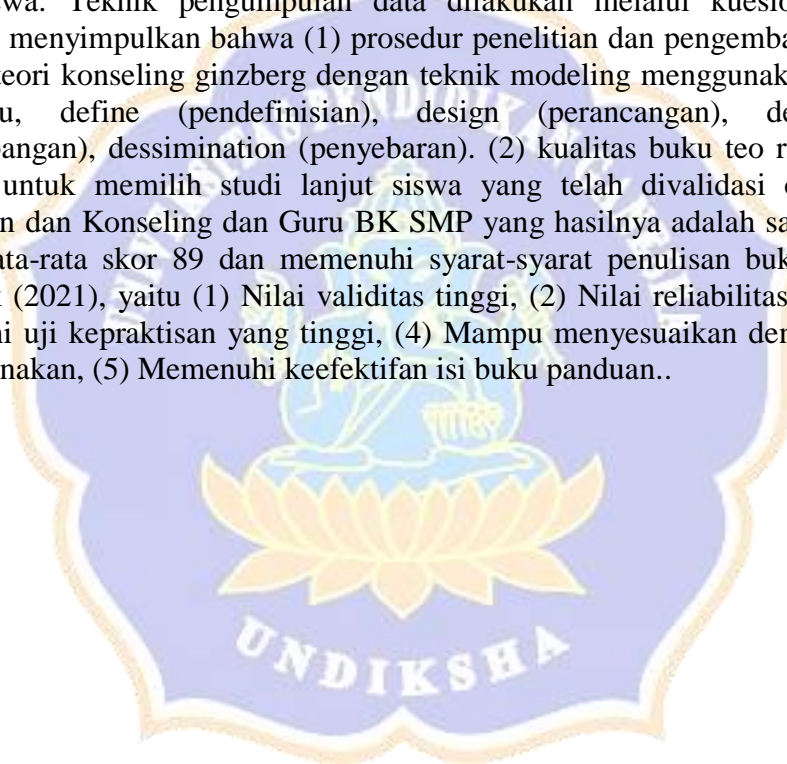 wa. Teknik pengumpulan data dilakukan melalui kuesio
menyimpulkan bahwa (1) prosedur penelitian dan pengemba
teori konseling ginzberg dengan teknik modeling menggunak
u, define (pendefinisian), design (perancangan), de
bangan), dessimination (penyebaran). (2) kualitas buku teo r
untuk memilih studi lanjut siswa yang telah divalidasi
n dan Konseling dan Guru BK SMP yang hasilnya adalah sa
ata-rata skor 89 dan memenuhi syarat-syarat penulisan buk
(2021), yaitu (1) Nilai validitas tinggi, (2) Nilai reliabilitas
ni uji kepraktisan yang tinggi, (4) Mampu menyesuaikan den
nakan, (5) Memenuhi keefektifan isi buku panduan..
UNDIKSHA